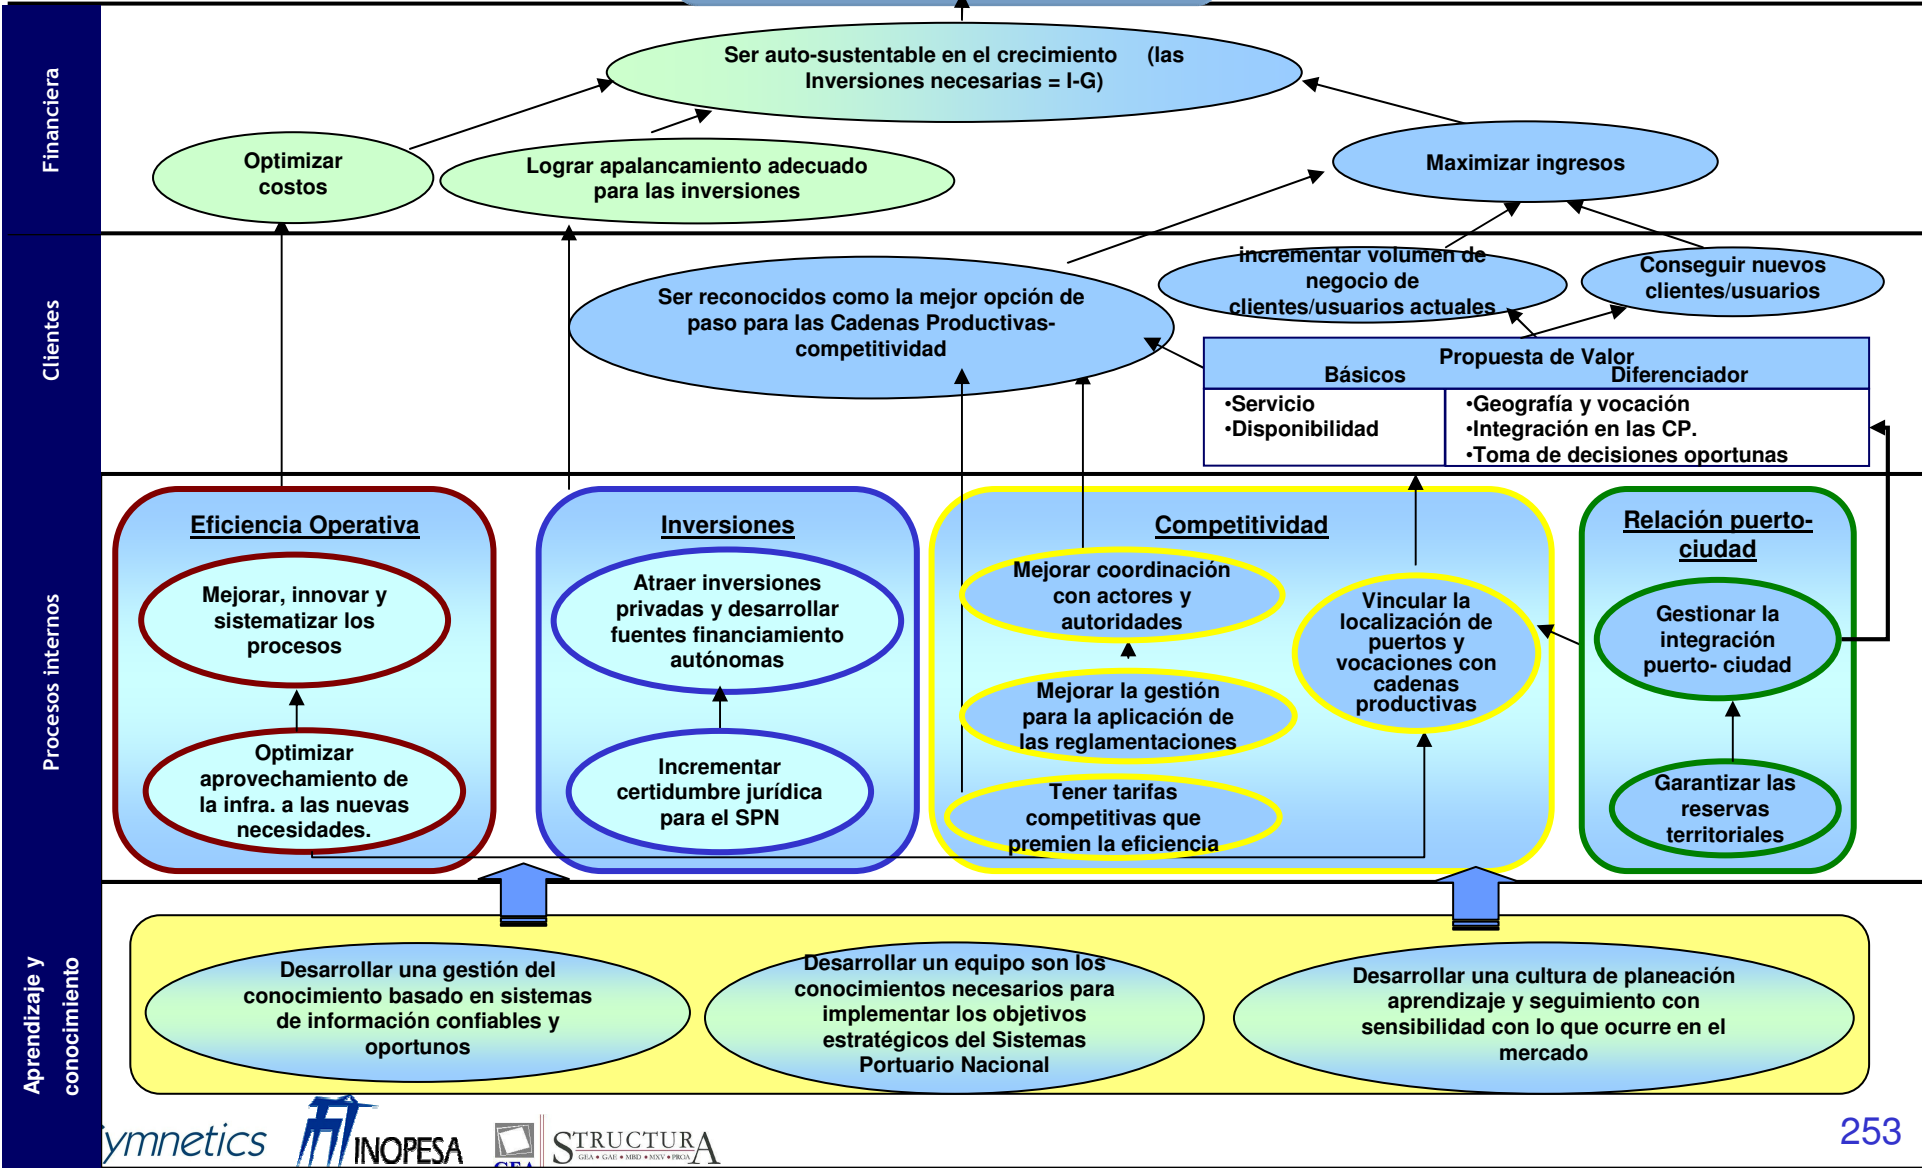 Financiera
Ser auto-sustentable en el crecimiento (las
Inversiones necesarias = I-G)
Optimizar
costos
Lograr apalancamiento adecuado
para las inversiones
Maximizar ingresos
Clientes
Ser reconocidos como la mejor opción de
paso para las Cadenas Productivas-
competitividad
incrementar volumen de
negocio de
clientes/usuarios actuales
Conseguir nuevos
clientes/usuarios
Propuesta de Valor
Básicos
Diferenciador
•Servicio
•Disponibilidad
•Geografía y vocación
•Integración en las CP.
•Toma de decisiones oportunas
Procesos internos
Eficiencia Operativa
Mejorar, innovar y
sistematizar los
procesos
Optimizar
aprovechamiento de
la infra. a las nuevas
necesidades.
Inversiones
Atraer inversiones
privadas y desarrollar
fuentes financiamiento
autónomas
Incrementar
certidumbre jurídica
para el SPN
Competitividad
Mejorar coordinación
con actores y
autoridades
Mejorar la gestión
para la aplicación de
las reglamentaciones
Tener tarifas
competitivas que
premien la eficiencia
Vincular la
localización de
puertos y
vocaciones con
cadenas
productivas
Relación puerto-
ciudad
Gestionar la
integración
puerto- ciudad
Garantizar las
reservas
territoriales
Aprendizaje y
conocimiento
Desarrollar una gestión del
conocimiento basado en sistemas
de información confiables y
oportunos
Desarrollar un equipo son los
conocimientos necesarios para
implementar los objetivos
estratégicos del Sistemas
Portuario Nacional
Desarrollar una cultura de planeación
aprendizaje y seguimiento con
sensibilidad con lo que ocurre en el
mercado
ymnetics
INOPESA
GEA
STRUCTURA
GEA • GAE • MBD • MXV • PROA
253